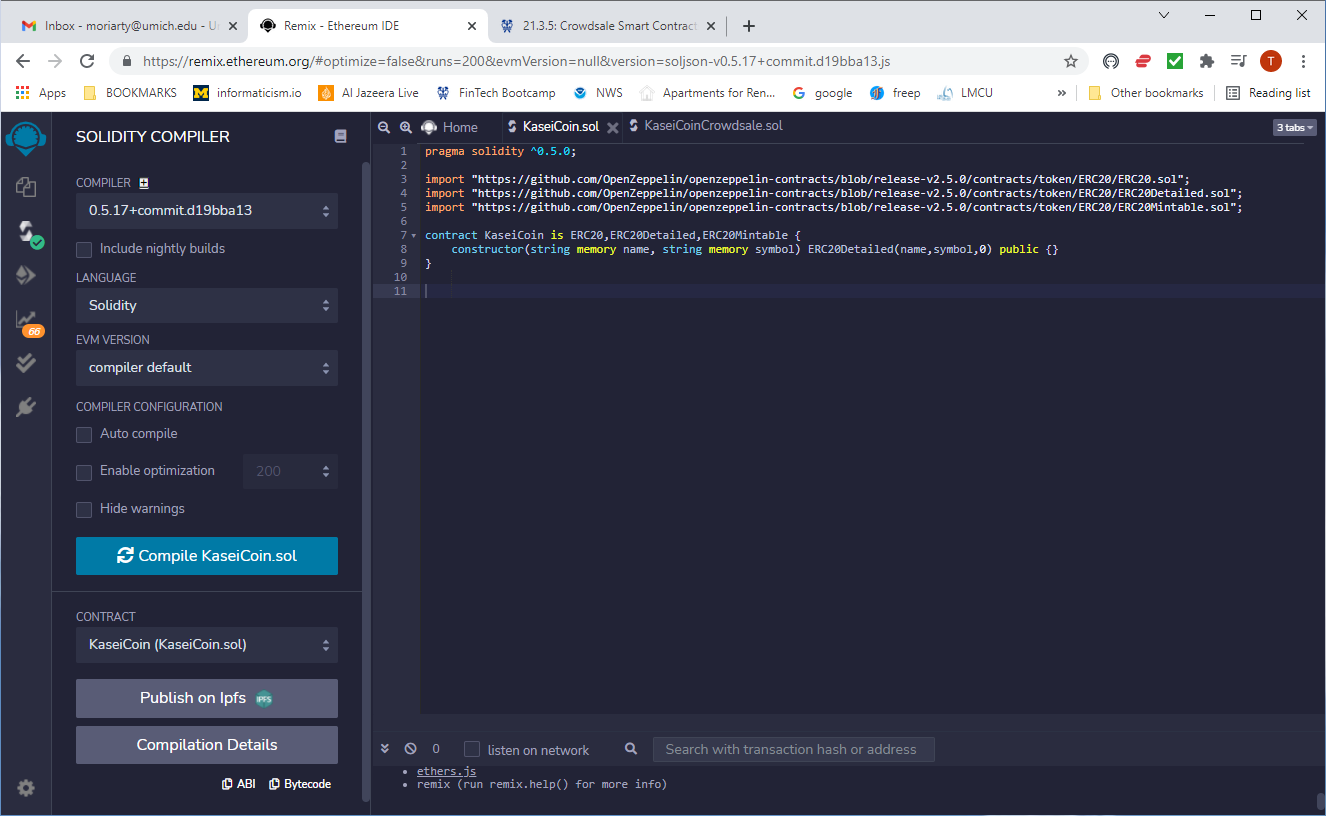 Inbox - moriarty@umich.edu - Un
Remix - Ethereum IDE
21.3.5: Crowdsale Smart Contract
https://remix.ethereum.org/#optimize=false&runs=200&evmVersion=null&version=soljson-v0.5.17+commit.d19bba13.js
T
Apps
BOOKMARKS
informaticism.io
Al Jazeera Live
FinTech Bootcamp
NWS
Apartments for Ren...
google
freep
LMCU
»
Other bookmarks
Reading list
SOLIDITY COMPILER
COMPILER
0.5.17+commit.d19bba13
Include nightly builds
LANGUAGE
Solidity
66
EVM VERSION
compiler default
COMPILER CONFIGURATION
Auto compile
Enable optimization
200
Hide warnings
Compile KaseiCoin.sol
CONTRACT
KaseiCoin (KaseiCoin.sol)
Publish on Ipfs
IPFS
Compilation Details
ABI
Bytecode
Home
KaseiCoin.sol
KaseiCoinCrowdsale.sol
3 tabs
1 pragma solidity ^0.5.0;
2
3 import "https://github.com/OpenZeppelin/openzeppelin-contracts/blob/release-v2.5.0/contracts/token/ERC20/ERC20.sol";
4 import "https://github.com/OpenZeppelin/openzeppelin-contracts/blob/release-v2.5.0/contracts/token/ERC20/ERC20Detailed.sol";
5 import "https://github.com/OpenZeppelin/openzeppelin-contracts/blob/release-v2.5.0/contracts/token/ERC20/ERC20Mintable.sol";
6
7 contract KaseiCoin is ERC20,ERC20Detailed,ERC20Mintable {
8 constructor(string memory name, string memory symbol) ERC20Detailed(name,symbol,0) public {}
9 }
10
11
0
listen on network
Search with transaction hash or address
• ethers.js
• remix (run remix.help() for more info)